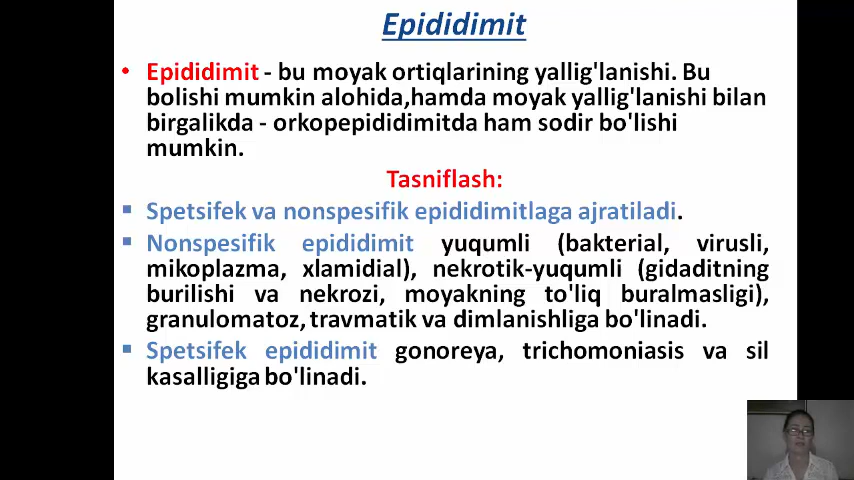 Epididimit
• Epididimit - bu moyak ortiqlarining yallig'lanishi. Bu
bolishi mumkin alohida,hamda moyak yallig'lanishi bilan
birgalikda - orkopepididimitda ham sodir bo'lishi
mumkin.
Tasniflash:
▪ Spetsifek va nonspesifik epididimitlaga ajratiladi.
▪ Nonspesifik epididimit yuqumli (bakterial, virusli,
mikoplazma, xlamidial), nekrotik-yuqumli (gidaditning
burilishi va nekrozi, moyakning to'liq buralmasligi),
granulomatoz, travmatik va dimlanishliga bo'linadi.
▪ Spetsifek epididimit gonoreya, trichomoniasis va sil
kasalligiga bo'linadi.